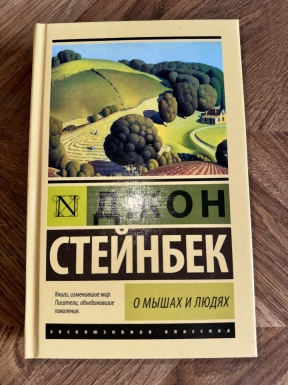 ДЖОН
СТЕЙНБЕК
Книги, изменившие мир.
Писатели, объединившие
поколения.
О МЫШАХ И ЛЮДЯХ
ЭКСКЛЮЗИВНАЯ КЛАССИКА